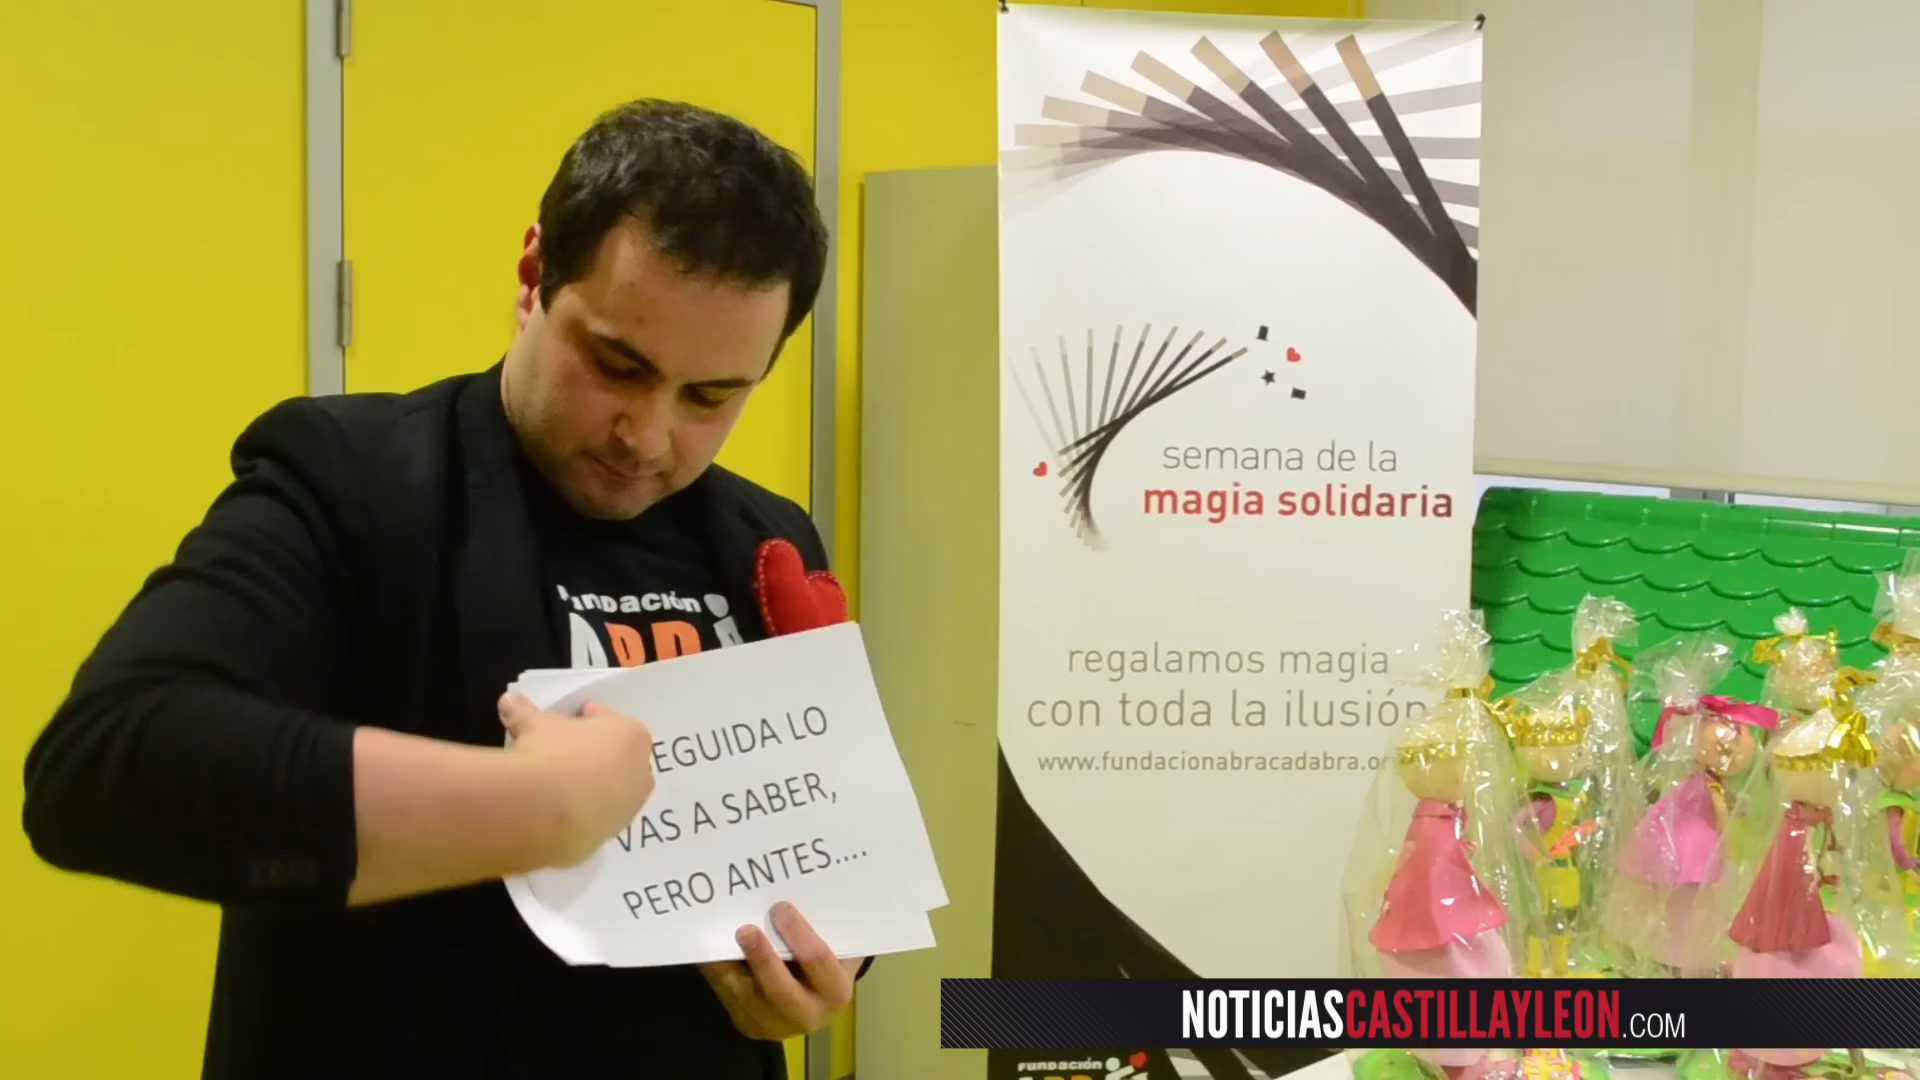 semana de la
magia solidaria
regalamos magia
con toda la ilusión
www.fundacionabracadabra.or
Fundación
EGUIDA LO
VAS A SABER,
PERO ANTES....
NOTICIASCASTILLAYLEON.COM
Fundación